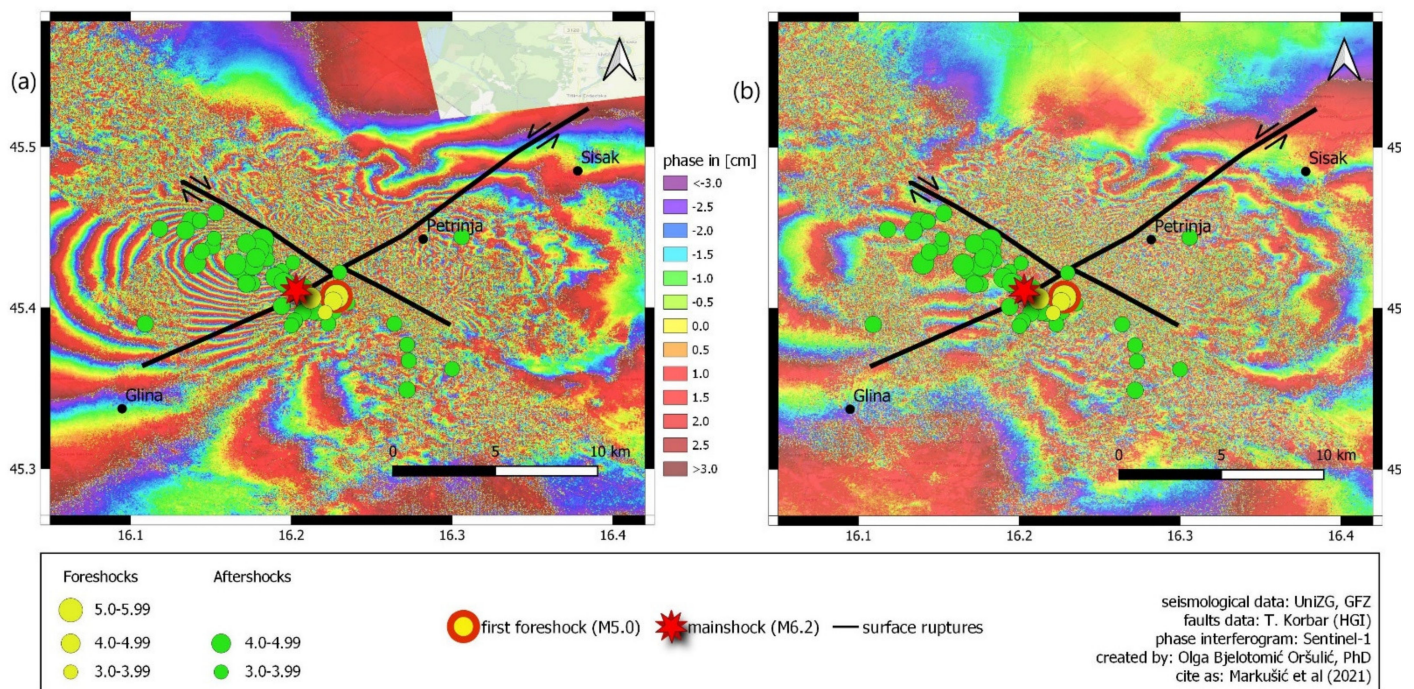 (a)
(b)
45.5
45.4
45.3
16.1
16.2
16.3
16.4
Sisak
Petrinja
Glina
0
5
10 km
phase in [cm]
<-3.0
-2.5
-2.0
-1.5
-1.0
-0.5
0.0
0.5
1.0
1.5
2.0
2.5
>3.0
Sisak
Petrinja
Glina
0
5
10 km
16.1
16.2
16.3
16.4
45
45
45
Foreshocks
Aftershocks
5.0-5.99
4.0-4.99
4.0-4.99
3.0-3.99
3.0-3.99
first foreshock (M5.0)
mainshock (M6.2)
surface ruptures
seismological data: UniZG, GFZ
faults data: T. Korbar (HGI)
phase interferogram: Sentinel-1
created by: Olga Bjelotomić Oršulić, PhD
cite as: Markušić et al (2021)